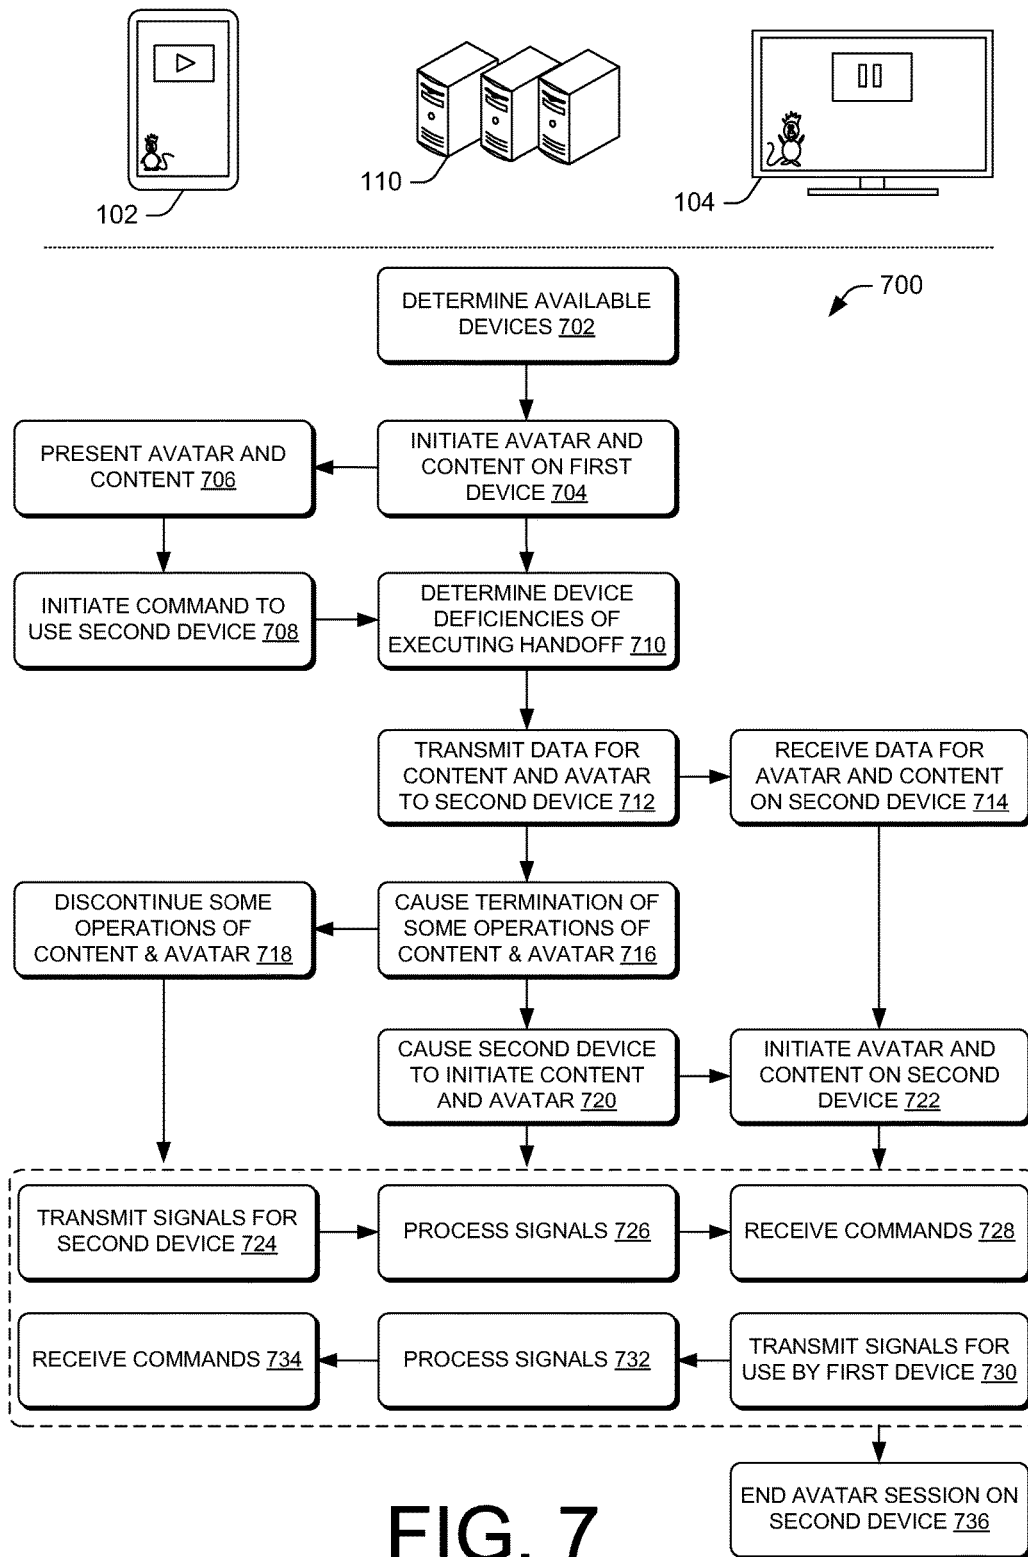 102
110
104
700
DETERMINE AVAILABLE
DEVICES 702
PRESENT AVATAR AND
CONTENT 706
INITIATE AVATAR AND
CONTENT ON FIRST
DEVICE 704
INITIATE COMMAND TO
USE SECOND DEVICE 708
DETERMINE DEVICE
DEFICIENCIES OF
EXECUTING HANDOFF 710
TRANSMIT DATA FOR
CONTENT AND AVATAR
TO SECOND DEVICE 712
RECEIVE DATA FOR
AVATAR AND CONTENT
ON SECOND DEVICE 714
DISCONTINUE SOME
OPERATIONS OF
CONTENT & AVATAR 718
CAUSE TERMINATION OF
SOME OPERATIONS OF
CONTENT & AVATAR 716
CAUSE SECOND DEVICE
TO INITIATE CONTENT
AND AVATAR 720
INITIATE AVATAR AND
CONTENT ON SECOND
DEVICE 722
TRANSMIT SIGNALS FOR
SECOND DEVICE 724
PROCESS SIGNALS 726
RECEIVE COMMANDS 728
RECEIVE COMMANDS 734
PROCESS SIGNALS 732
TRANSMIT SIGNALS FOR
USE BY FIRST DEVICE 730
END AVATAR SESSION ON
SECOND DEVICE 736
FIG. 7